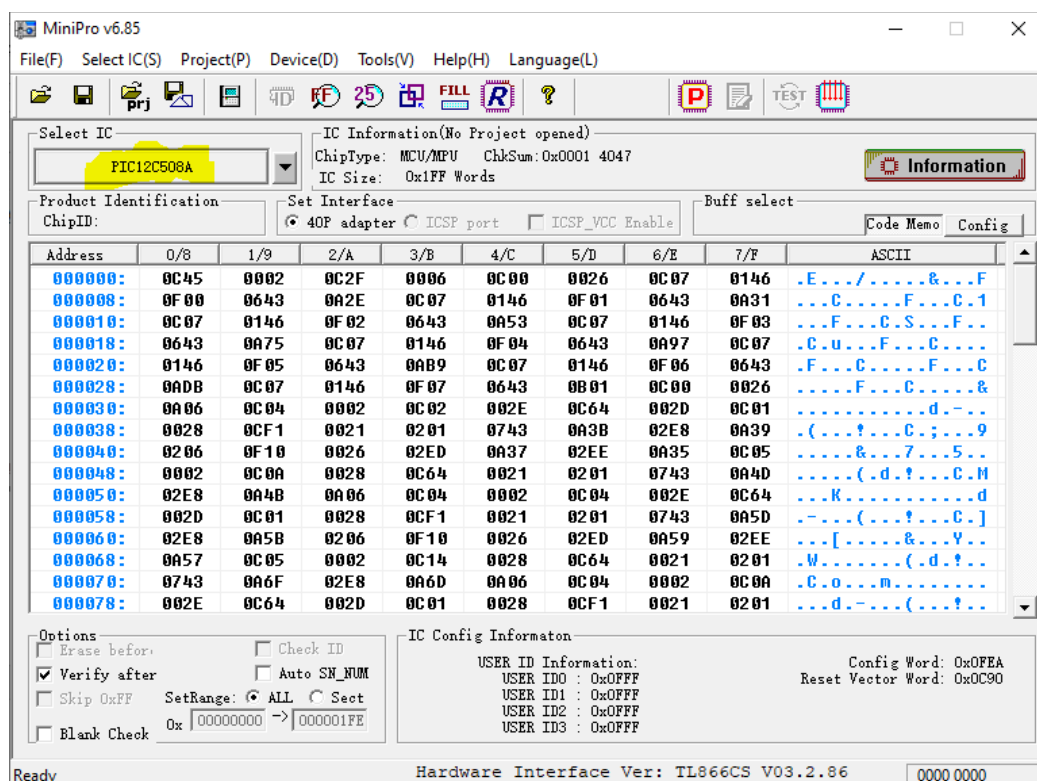 MiniPro v6.85
File(F) Select IC(S) Project(P) Device(D) Tools(V) Help(H) Language(L)
prj ID FF 25 FILL R ? P TEST
Select IC
PIC12C508A
IC Information(No Project opened)
ChipType: MCU/MPU ChkSum:0x0001 4047
IC Size: 0x1FF Words
Information
Product Identification
ChipID:
Set Interface
40P adapter ICSP port ICSP_VCC Enable
Buff select
Code Memo Config
Address 0/8 1/9 2/A 3/B 4/C 5/D 6/E 7/F ASCII
000000: 0C45 0002 0C2F 0006 0C00 0026 0C07 0146 .E.../.....&...F
000008: 0F00 0643 0A2E 0C07 0146 0F01 0643 0A31 ...C.....F...C.1
000010: 0C07 0146 0F02 0643 0A53 0C07 0146 0F03 ...F...C.S...F..
000018: 0643 0A75 0C07 0146 0F04 0643 0A97 0C07 .C.u...F...C....
000020: 0146 0F05 0643 0AB9 0C07 0146 0F06 0643 .F...C.....F...C
000028: 0ADB 0C07 0146 0F07 0643 0B01 0C00 0026 .....F...C.....&
000030: 0A06 0C04 0002 0C02 002E 0C64 002D 0C01 ...........d.-..
000038: 0028 0CF1 0021 0201 0743 0A3B 02E8 0A39 .(...!...C.;...9
000040: 0206 0F10 0026 02ED 0A37 02EE 0A35 0C05 .....&...7...5..
000048: 0002 0C0A 0028 0C64 0021 0201 0743 0A4D .....(.d.!...C.M
000050: 02E8 0A4B 0A06 0C04 0002 0C04 002E 0C64 ...K...........d
000058: 002D 0C01 0028 0CF1 0021 0201 0743 0A5D .-...(...!...C.]
000060: 02E8 0A5B 0206 0F10 0026 02ED 0A59 02EE ...[.....&...Y..
000068: 0A57 0C05 0002 0C14 0028 0C64 0021 0201 .W.......(.d.!..
000070: 0743 0A6F 02E8 0A6D 0A06 0C04 0002 0C0A .C.o...m........
000078: 002E 0C64 002D 0C01 0028 0CF1 0021 0201 ...d.-...(...!..
Options
Erase befor
Check ID
Verify after
Auto SN_NUM
Skip 0xFF
SetRange: ALL Sect
Blank Check
0x 00000000 -> 000001FE
IC Config Informaton
USER ID Information:
USER ID0 : 0x0FFF
USER ID1 : 0x0FFF
USER ID2 : 0x0FFF
USER ID3 : 0x0FFF
Config Word: 0x0FEA
Reset Vector Word: 0x0C90
Ready
Hardware Interface Ver: TL866CS V03.2.86
0000 0000